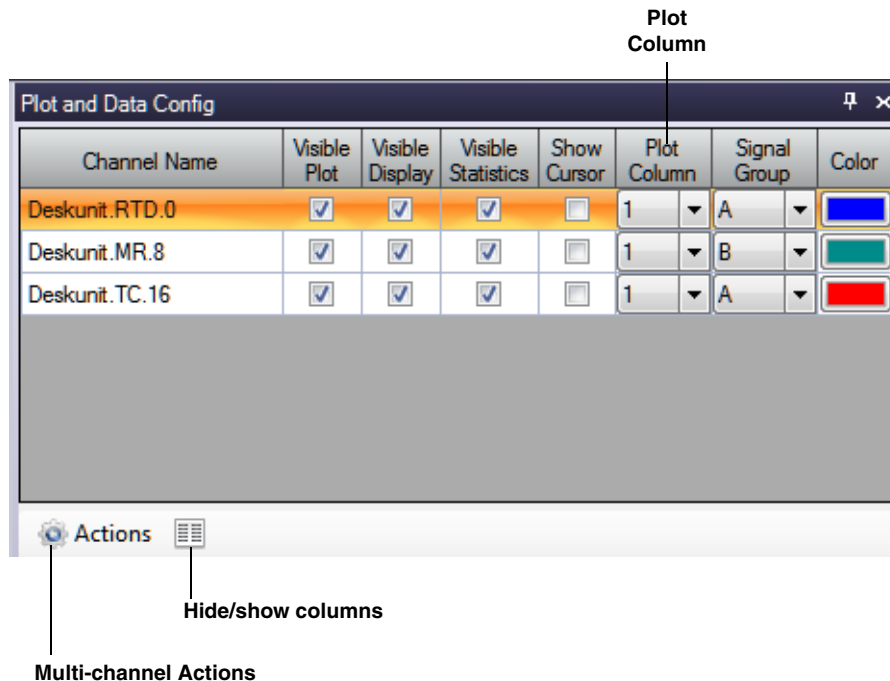 Plot
Column
Plot and Data Config
Channel Name Visible Plot Visible Display Visible Statistics Show Cursor Plot Column Signal Group Color
Deskunit.RTD.0 1 A
Deskunit.MR.8 1 B
Deskunit.TC.16 1 A
Actions
Hide/show columns
Multi-channel Actions